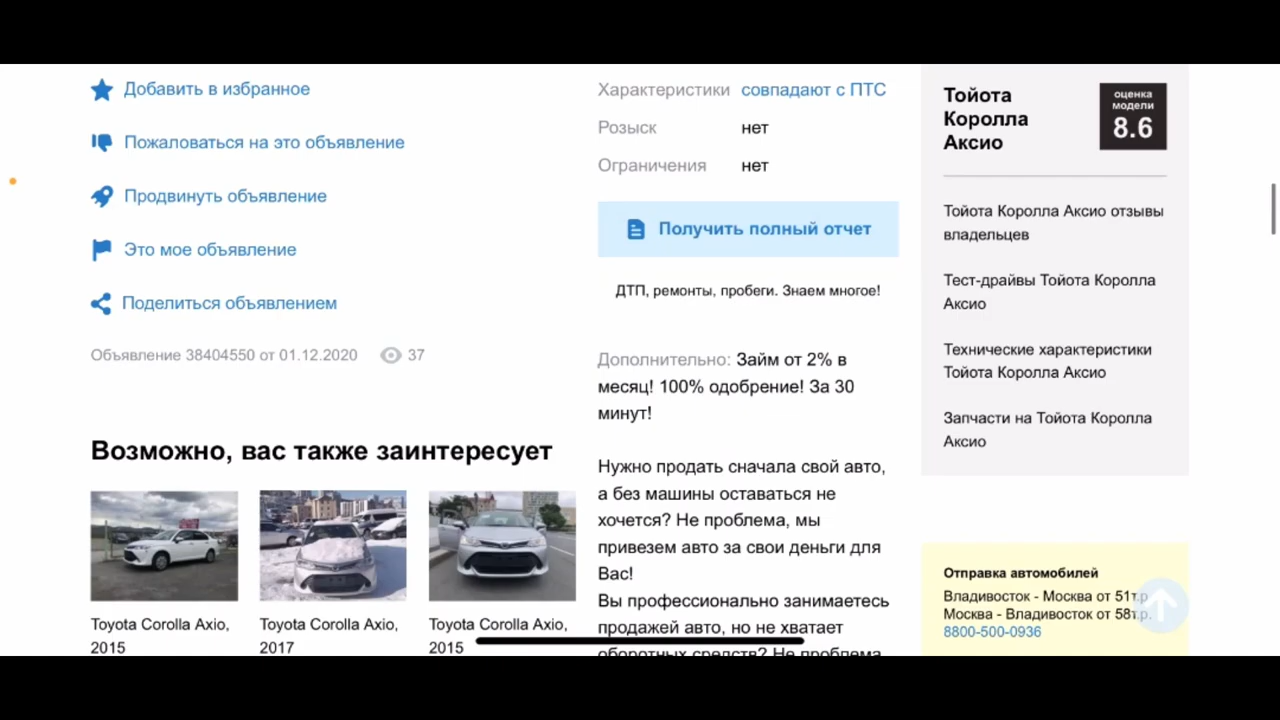 Добавить в избранное
Пожаловаться на это объявление
Продвинуть объявление
Это мое объявление
Поделиться объявлением
Объявление 38404550 от 01.12.2020 37
Возможно, вас также заинтересует
Toyota Corolla Axio,
2015
Toyota Corolla Axio,
2017
Toyota Corolla Axio,
2015
Характеристики совпадают с ПТС
Розыск нет
Ограничения нет
Получить полный отчет
ДТП, ремонты, пробеги. Знаем многое!
Дополнительно: Займ от 2% в
месяц! 100% одобрение! За 30
минут!
Нужно продать сначала свой авто,
а без машины оставаться не
хочется? Не проблема, мы
привезем авто за свои деньги для
Вас!
Вы профессионально занимаетесь
продажей авто, но не хватает
оборотных средств? Не проблема
Тойота
Королла
Аксио
оценка
модели
8.6
Тойота Королла Аксио отзывы
владельцев
Тест-драйвы Тойота Королла
Аксио
Технические характеристики
Тойота Королла Аксио
Запчасти на Тойота Королла
Аксио
Отправка автомобилей
Владивосток - Москва от 51т.р
Москва - Владивосток от 58т.р.
8800-500-0936